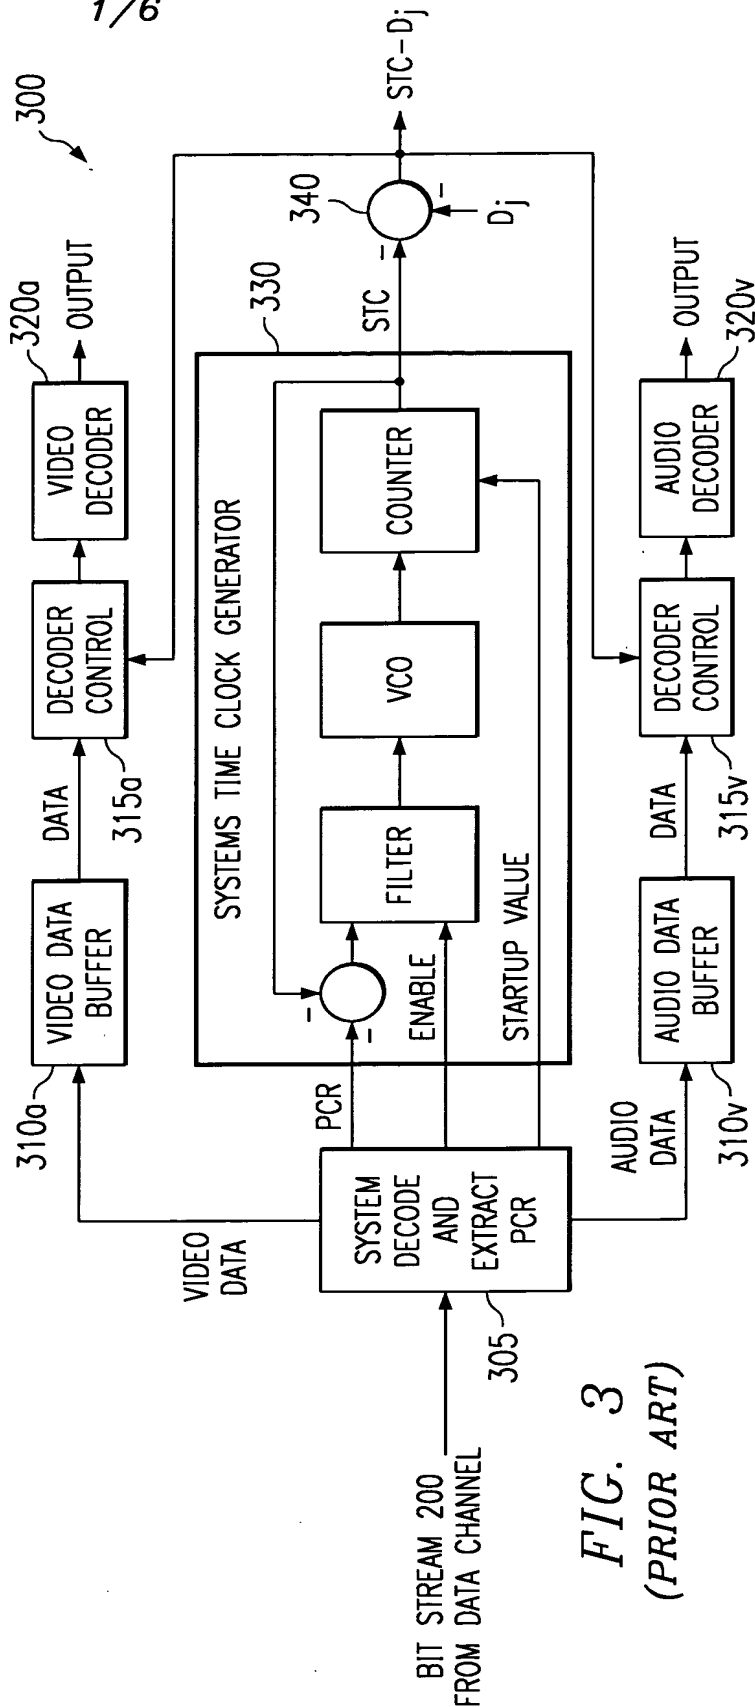 1/6
300
VIDEO DATA
BUFFER
310a
DATA
DECODER
CONTROL
315a
VIDEO
DECODER
320a
OUTPUT
VIDEO
DATA
SYSTEMS TIME CLOCK GENERATOR
330
PCR
-
-
FILTER
VCO
COUNTER
ENABLE
STARTUP VALUE
STC
-
340
-
Dj
STC-Dj
SYSTEM
DECODE
AND
EXTRACT
PCR
305
BIT STREAM 200
FROM DATA CHANNEL
AUDIO
DATA
AUDIO DATA
BUFFER
310v
DATA
DECODER
CONTROL
315v
AUDIO
DECODER
320v
OUTPUT
FIG. 3
(PRIOR ART)